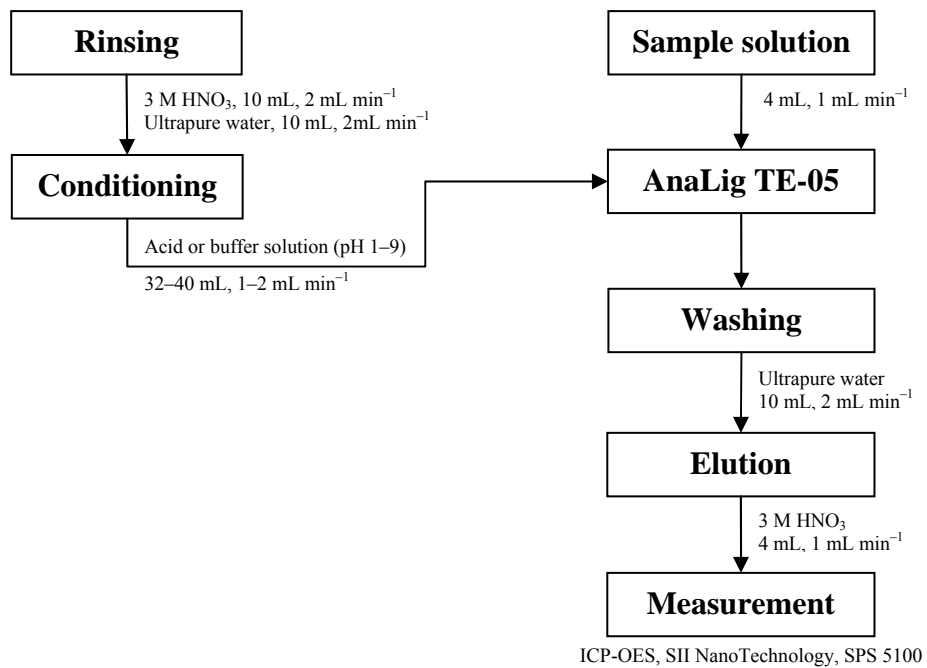 Rinsing
3 M HNO₃, 10 mL, 2 mL min⁻¹
Ultrapure water, 10 mL, 2mL min⁻¹
Conditioning
Acid or buffer solution (pH 1–9)
32–40 mL, 1–2 mL min⁻¹
Sample solution
4 mL, 1 mL min⁻¹
AnaLig TE-05
Washing
Ultrapure water
10 mL, 2 mL min⁻¹
Elution
3 M HNO₃
4 mL, 1 mL min⁻¹
Measurement
ICP-OES, SII NanoTechnology, SPS 5100